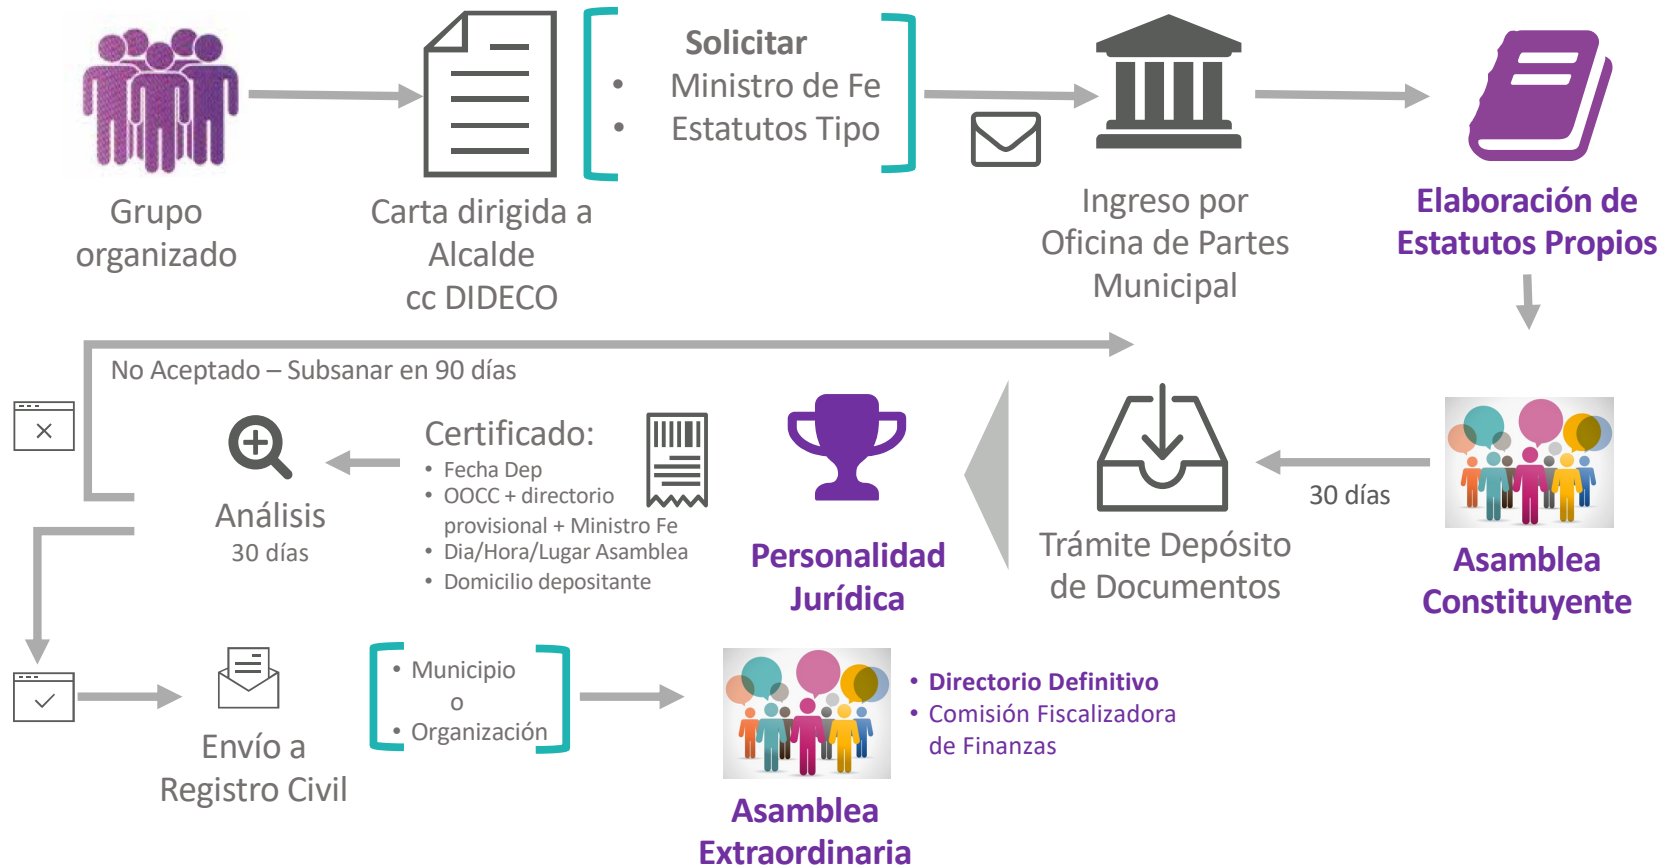 Grupo
organizado
Carta dirigida a
Alcalde
cc DIDECO
Solicitar
• Ministro de Fe
• Estatutos Tipo
Ingreso por
Oficina de Partes
Municipal
Elaboración de
Estatutos Propios
Asamblea
Constituyente
30 días
Trámite Depósito
de Documentos
Personalidad
Jurídica
Certificado:
• Fecha Dep
• OOCC + directorio
provisional + Ministro Fe
• Dia/Hora/Lugar Asamblea
• Domicilio depositante
Análisis
30 días
No Aceptado – Subsanar en 90 días
Envío a
Registro Civil
• Municipio
o
• Organización
Asamblea
Extraordinaria
• Directorio Definitivo
• Comisión Fiscalizadora
de Finanzas